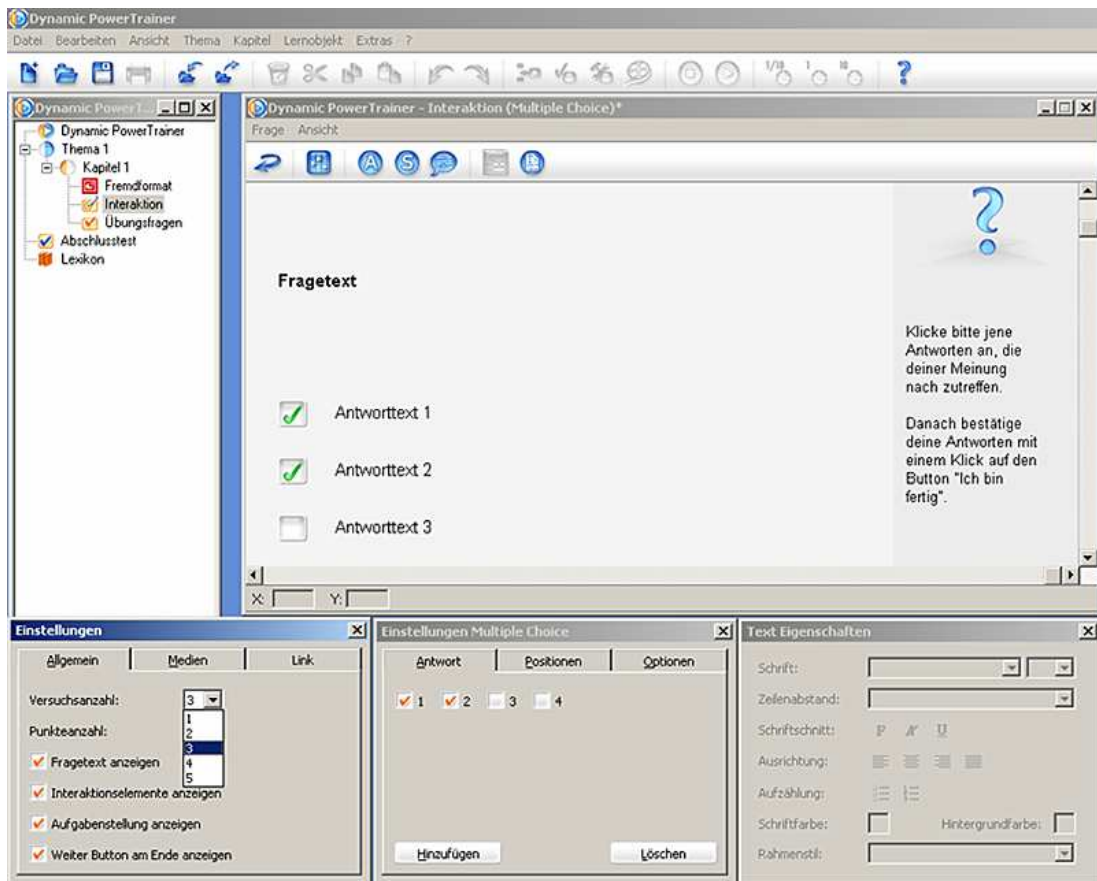 Dynamic PowerTrainer
Datei Bearbeiten Ansicht Thema Kapitel Lernobjekt Extras ?
1/10 1 10 ?
Dynamic PowerT...
Dynamic PowerTrainer
Thema 1
Kapitel 1
Fremdformat
Interaktion
Übungsfragen
Abschlusstest
Lexikon
Dynamic PowerTrainer - Interaktion (Multiple Choice)*
Frage Ansicht
A S
Fragetext
Antworttext 1
Antworttext 2
Antworttext 3
?
Klicke bitte jene
Antworten an, die
deiner Meinung
nach zutreffen.
Danach bestätige
deine Antworten mit
einem Klick auf den
Button "Ich bin
fertig".
X: Y:
Einstellungen
Allgemein Medien Link
Versuchsanzahl: 3
1
2
3
4
5
Punkteanzahl:
Fragetext anzeigen
Interaktionselemente anzeigen
Aufgabenstellung anzeigen
Weiter Button am Ende anzeigen
Einstellungen Multiple Choice
Antwort Positionen Optionen
1 2 3 4
Hinzufügen Löschen
Text Eigenschaften
Schrift:
Zeilenabstand:
Schriftschnitt:
Ausrichtung:
Aufzählung:
Schriftfarbe: Hintergrundfarbe:
Rahmenstil: